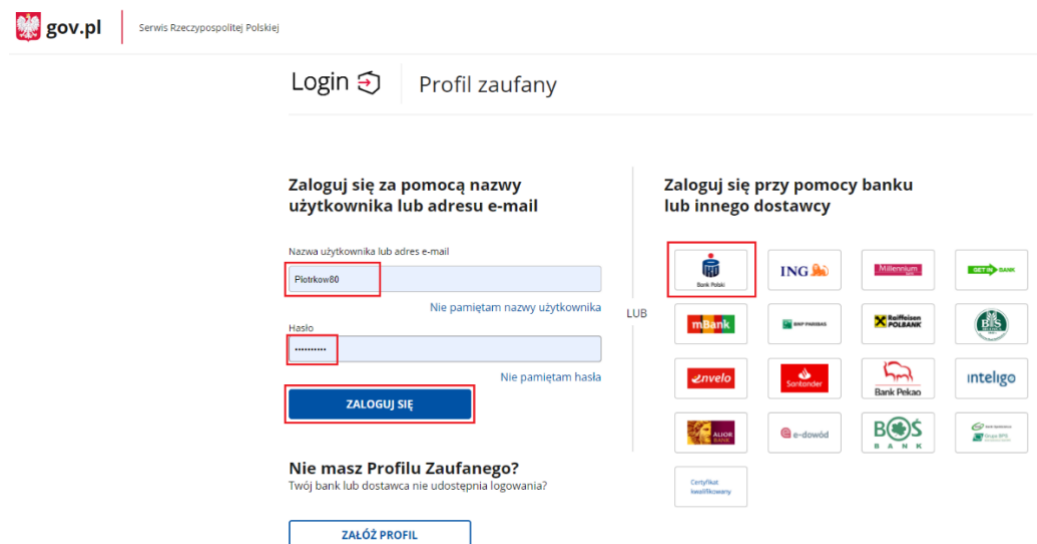 gov.pl
Serwis Rzeczypospolitej Polskiej
Login
Profil zaufany
Zaloguj się za pomocą nazwy
użytkownika lub adresu e-mail
Nazwa użytkownika lub adres e-mail
Piotrkow80
Nie pamiętam nazwy użytkownika
Hasło
Nie pamiętam hasła
ZALOGUJ SIĘ
Nie masz Profilu Zaufanego?
Twój bank lub dostawca nie udostępnia logowania?
ZAŁÓŻ PROFIL
LUB
Zaloguj się przy pomocy banku
lub innego dostawcy
Bank Polski
ING
Millennium
GET IN BANK
mBank
BNP PARIBAS
Raiffeisen
POLBANK
BIS
envelo
Santander
Bank Pekao
inteligo
ALIOR
BANK
e-dowód
BOŚ
BANK
Grupa BPS
Certyfikat
kwalifikowany